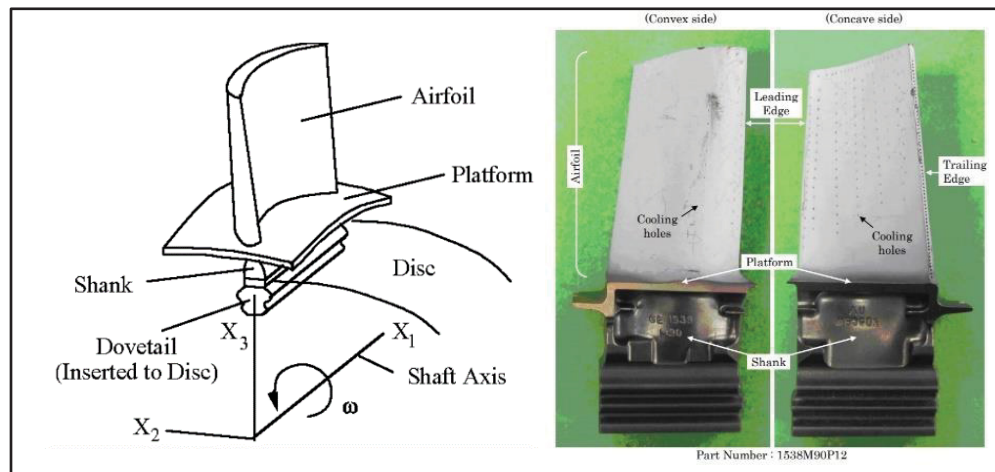 Airfoil
Platform
Shank
Disc
X3
X1
Dovetail
(Inserted to Disc)
Shaft Axis
ω
X2
(Convex side)
(Concave side)
Leading
Edge
Airfoil
Trailing
Edge
Cooling
holes
Cooling
holes
Platform
Shank
Part Number : 1538M90P12